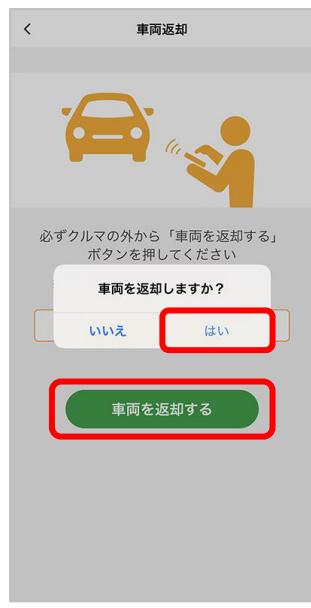 車両返却
必ずクルマの外から「車両を返却する」
ボタンを押してください
車両を返却しますか？
いいえ
はい
車両を返却する